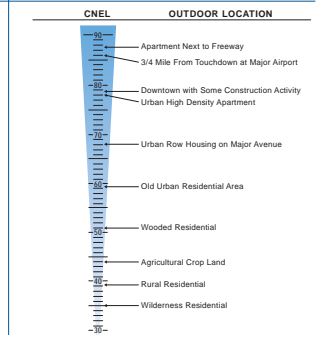 CNEL OUTDOOR LOCATION
90
Apartment Next to Freeway
3/4 Mile From Touchdown at Major Airport
80
Downtown with Some Construction Activity
Urban High Density Apartment
70
Urban Row Housing on Major Avenue
60
Old Urban Residential Area
Wooded Residential
50
Agricultural Crop Land
40
Rural Residential
Wilderness Residential
30